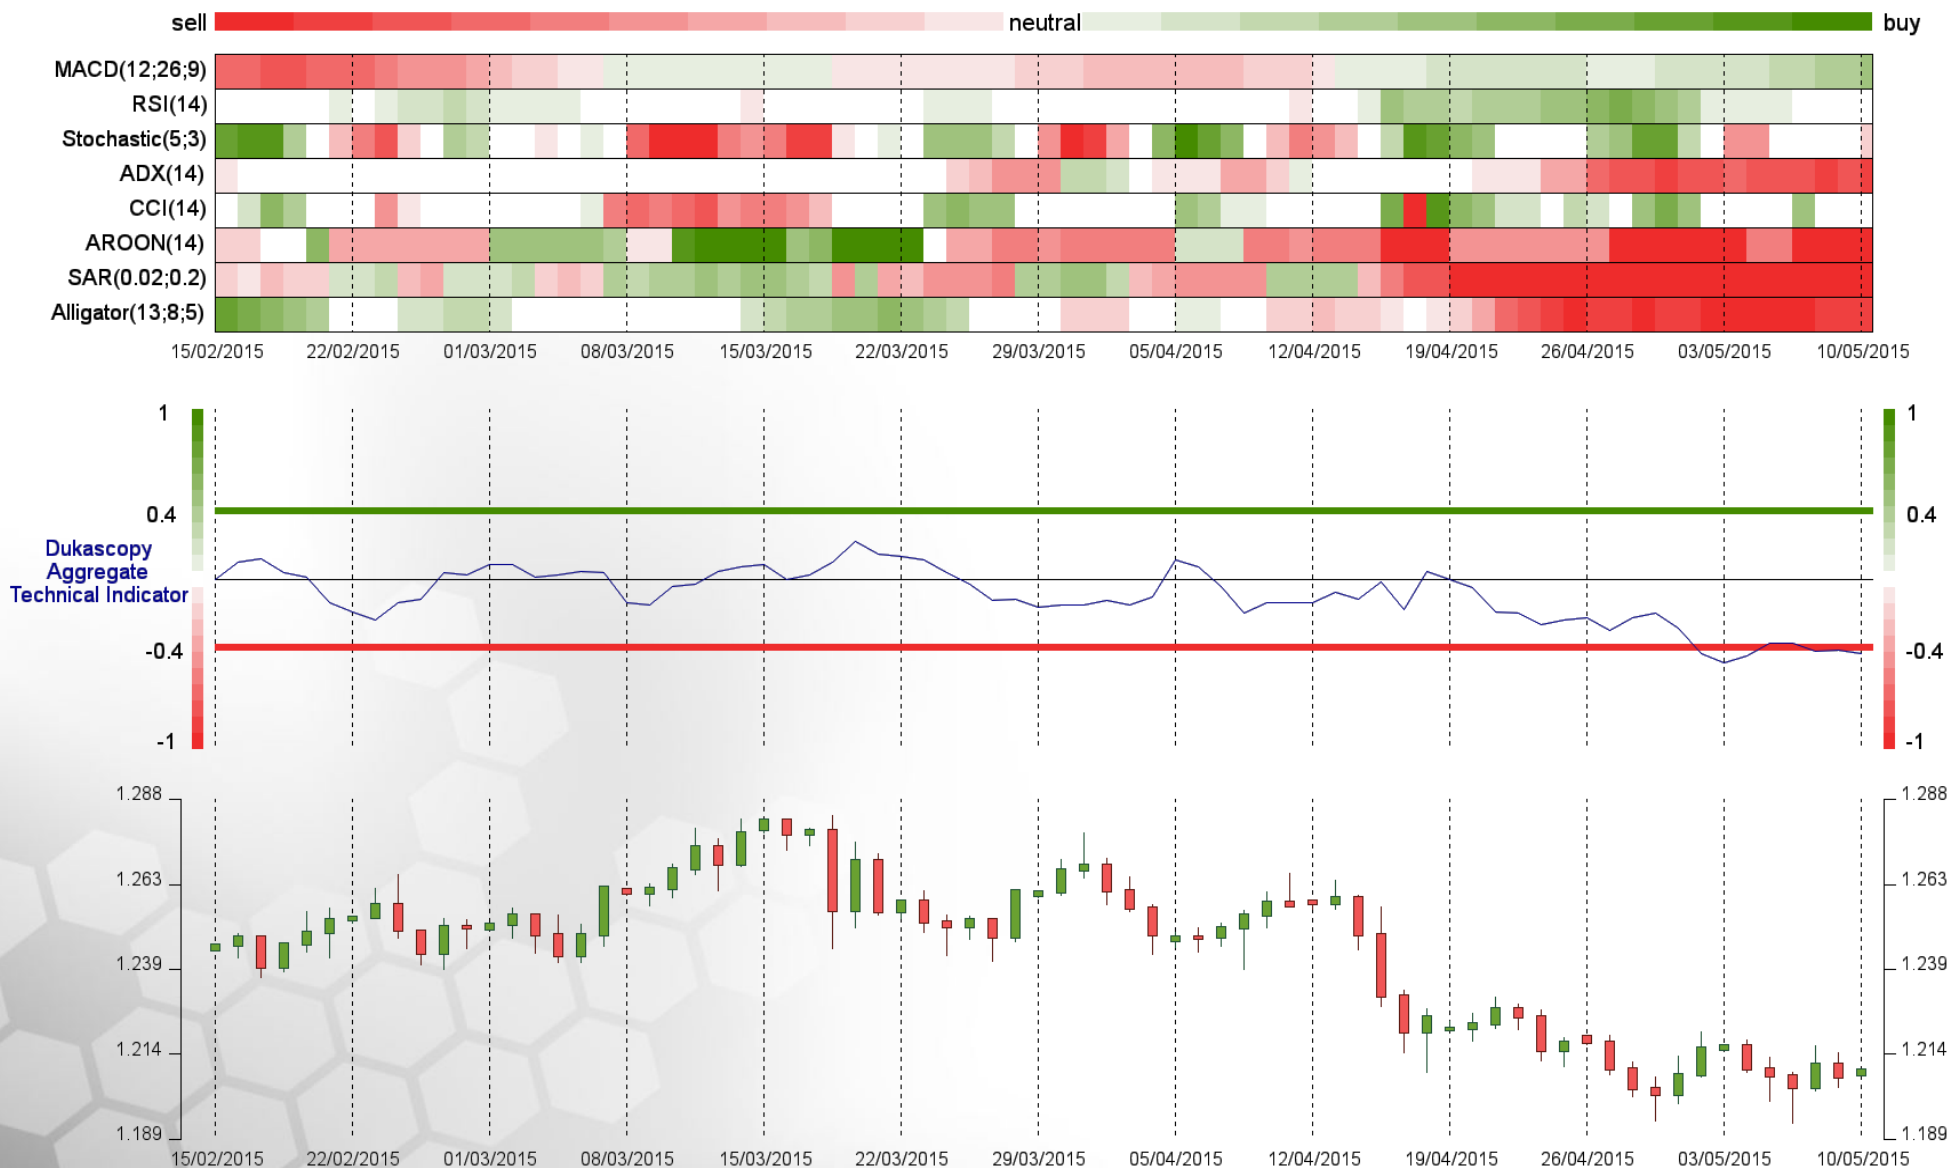 sell neutral buy
MACD(12;26;9)
RSI(14)
Stochastic(5;3)
ADX(14)
CCI(14)
AROON(14)
SAR(0.02;0.2)
Alligator(13;8;5)
15/02/2015 22/02/2015 01/03/2015 08/03/2015 15/03/2015 22/03/2015 29/03/2015 05/04/2015 12/04/2015 19/04/2015 26/04/2015 03/05/2015 10/05/2015
1 1
0.4 0.4
Dukascopy
Aggregate
Technical Indicator
-0.4 -0.4
-1 -1
1.288 1.288
1.263 1.263
1.239 1.239
1.214 1.214
1.189 1.189
15/02/2015 22/02/2015 01/03/2015 08/03/2015 15/03/2015 22/03/2015 29/03/2015 05/04/2015 12/04/2015 19/04/2015 26/04/2015 03/05/2015 10/05/2015